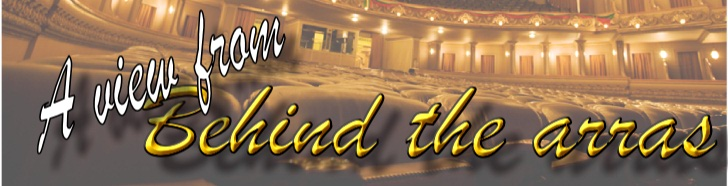 A view from
Behind the arras